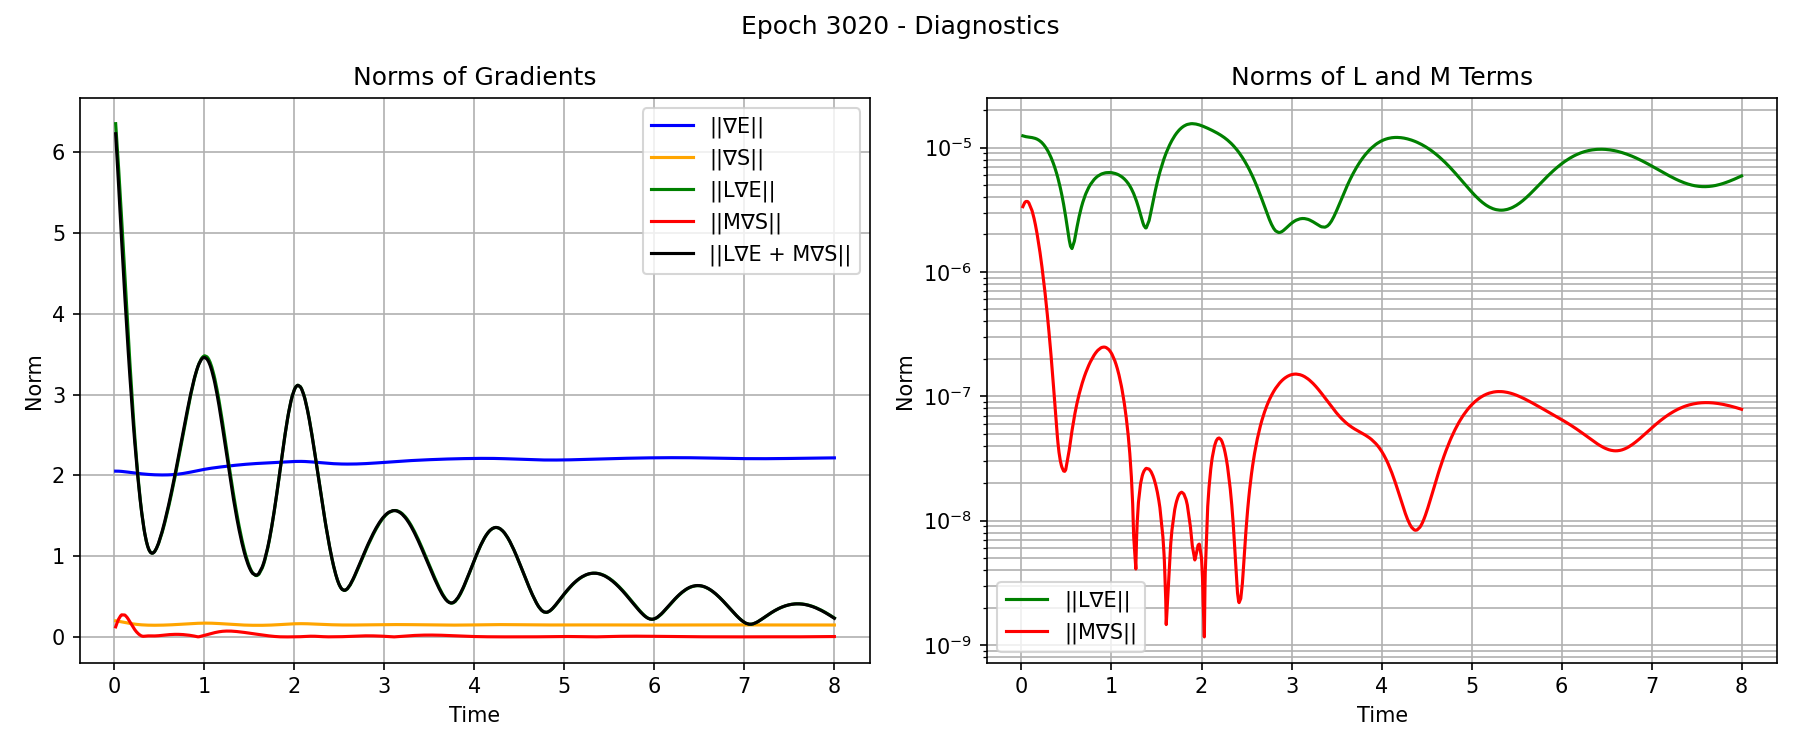 Epoch 3020 - Diagnostics
Norms of Gradients
Norm
6
5
4
3
2
1
0
||∇E||
||∇S||
||L∇E||
||M∇S||
||L∇E + M∇S||
0 1 2 3 4 5 6 7 8
Time
Norms of L and M Terms
Norm
10⁻⁵
10⁻⁶
10⁻⁷
10⁻⁸
10⁻⁹
||L∇E||
||M∇S||
0 1 2 3 4 5 6 7 8
Time